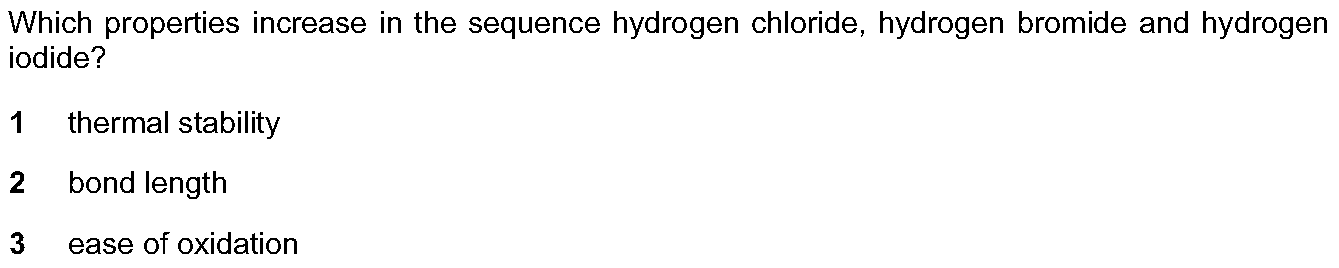 Which properties increase in the sequence hydrogen chloride, hydrogen bromide and hydrogen
iodide?
1 thermal stability
2 bond length
3 ease of oxidation